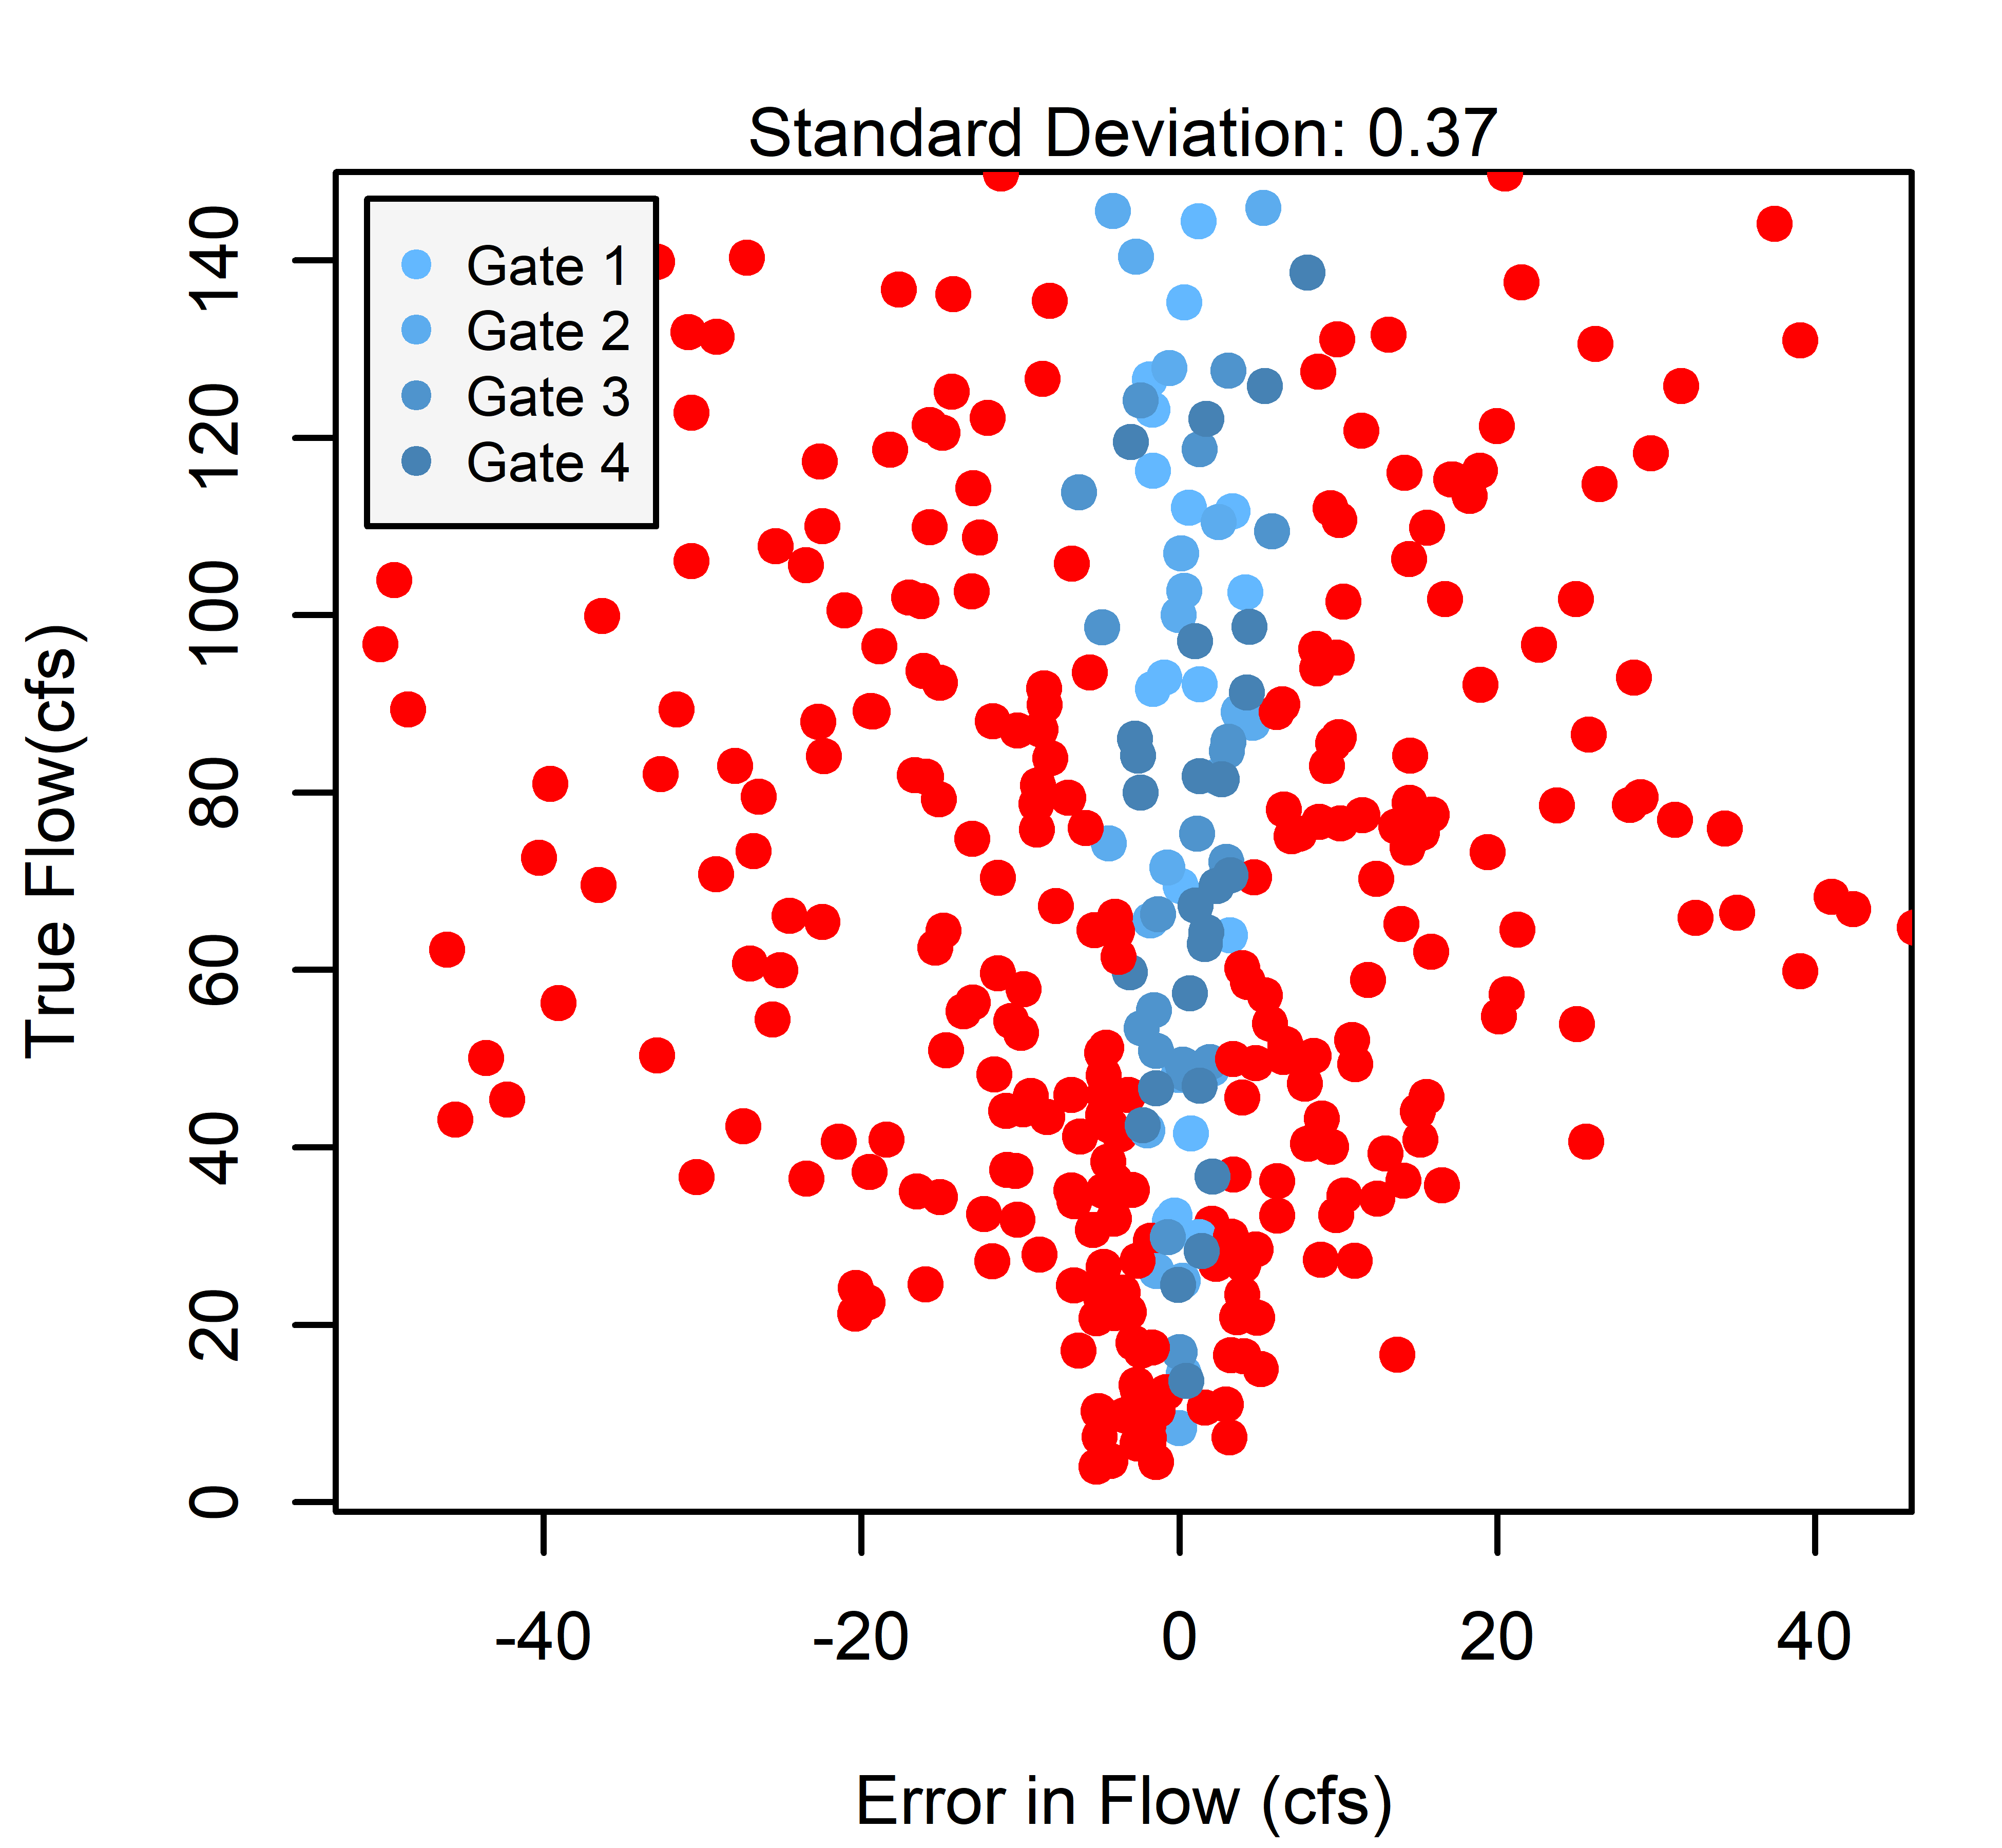 Standard Deviation: 0.37
Gate 1
Gate 2
Gate 3
Gate 4
True Flow(cfs)
140
120
100
80
60
40
20
0
-40 -20 0 20 40
Error in Flow (cfs)